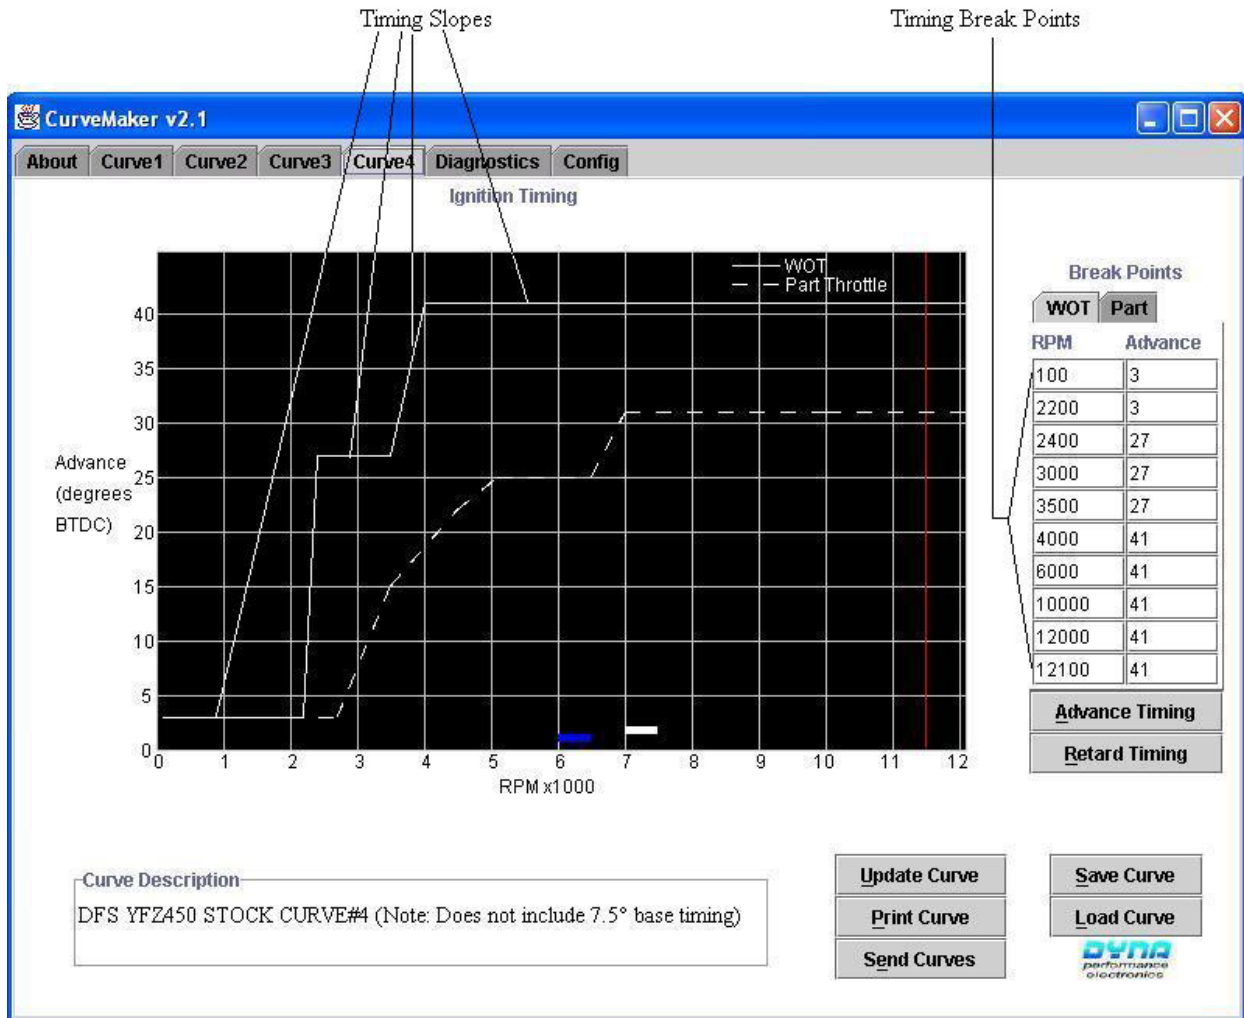 Timing Slopes
Timing Break Points
CurveMaker v2.1
About Curve1 Curve2 Curve3 Curve4 Diagnostics Config
Ignition Timing
WOT
Part Throttle
Advance
(degrees
BTDC)
40
35
30
25
20
15
10
5
0
0 1 2 3 4 5 6 7 8 9 10 11 12
RPM x1000
Break Points
WOT Part
RPM Advance
100 3
2200 3
2400 27
3000 27
3500 27
4000 41
6000 41
10000 41
12000 41
12100 41
Advance Timing
Retard Timing
Curve Description
DFS YFZ450 STOCK CURVE#4 (Note: Does not include 7.5° base timing)
Update Curve
Print Curve
Send Curves
Save Curve
Load Curve
DYNA
performance
electronics